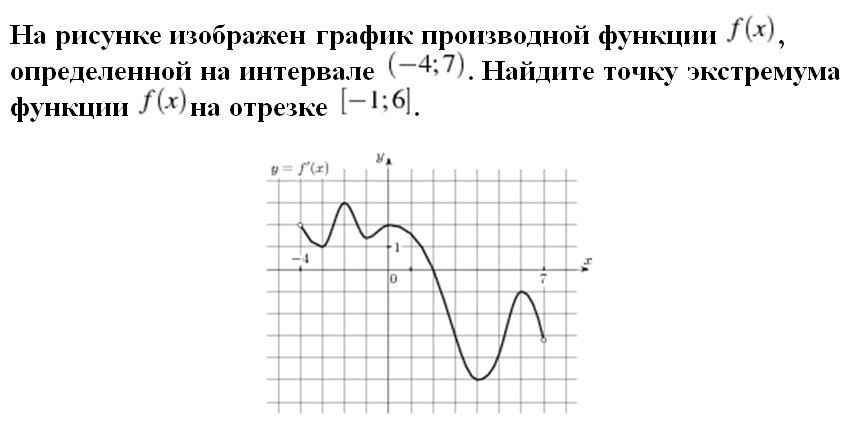 На рисунке изображен график производной функции f(x),
определенной на интервале (−4;7). Найдите точку экстремума
функции f(x) на отрезке [−1;6].
y = f′(x)
y
1
−4
0
7
x